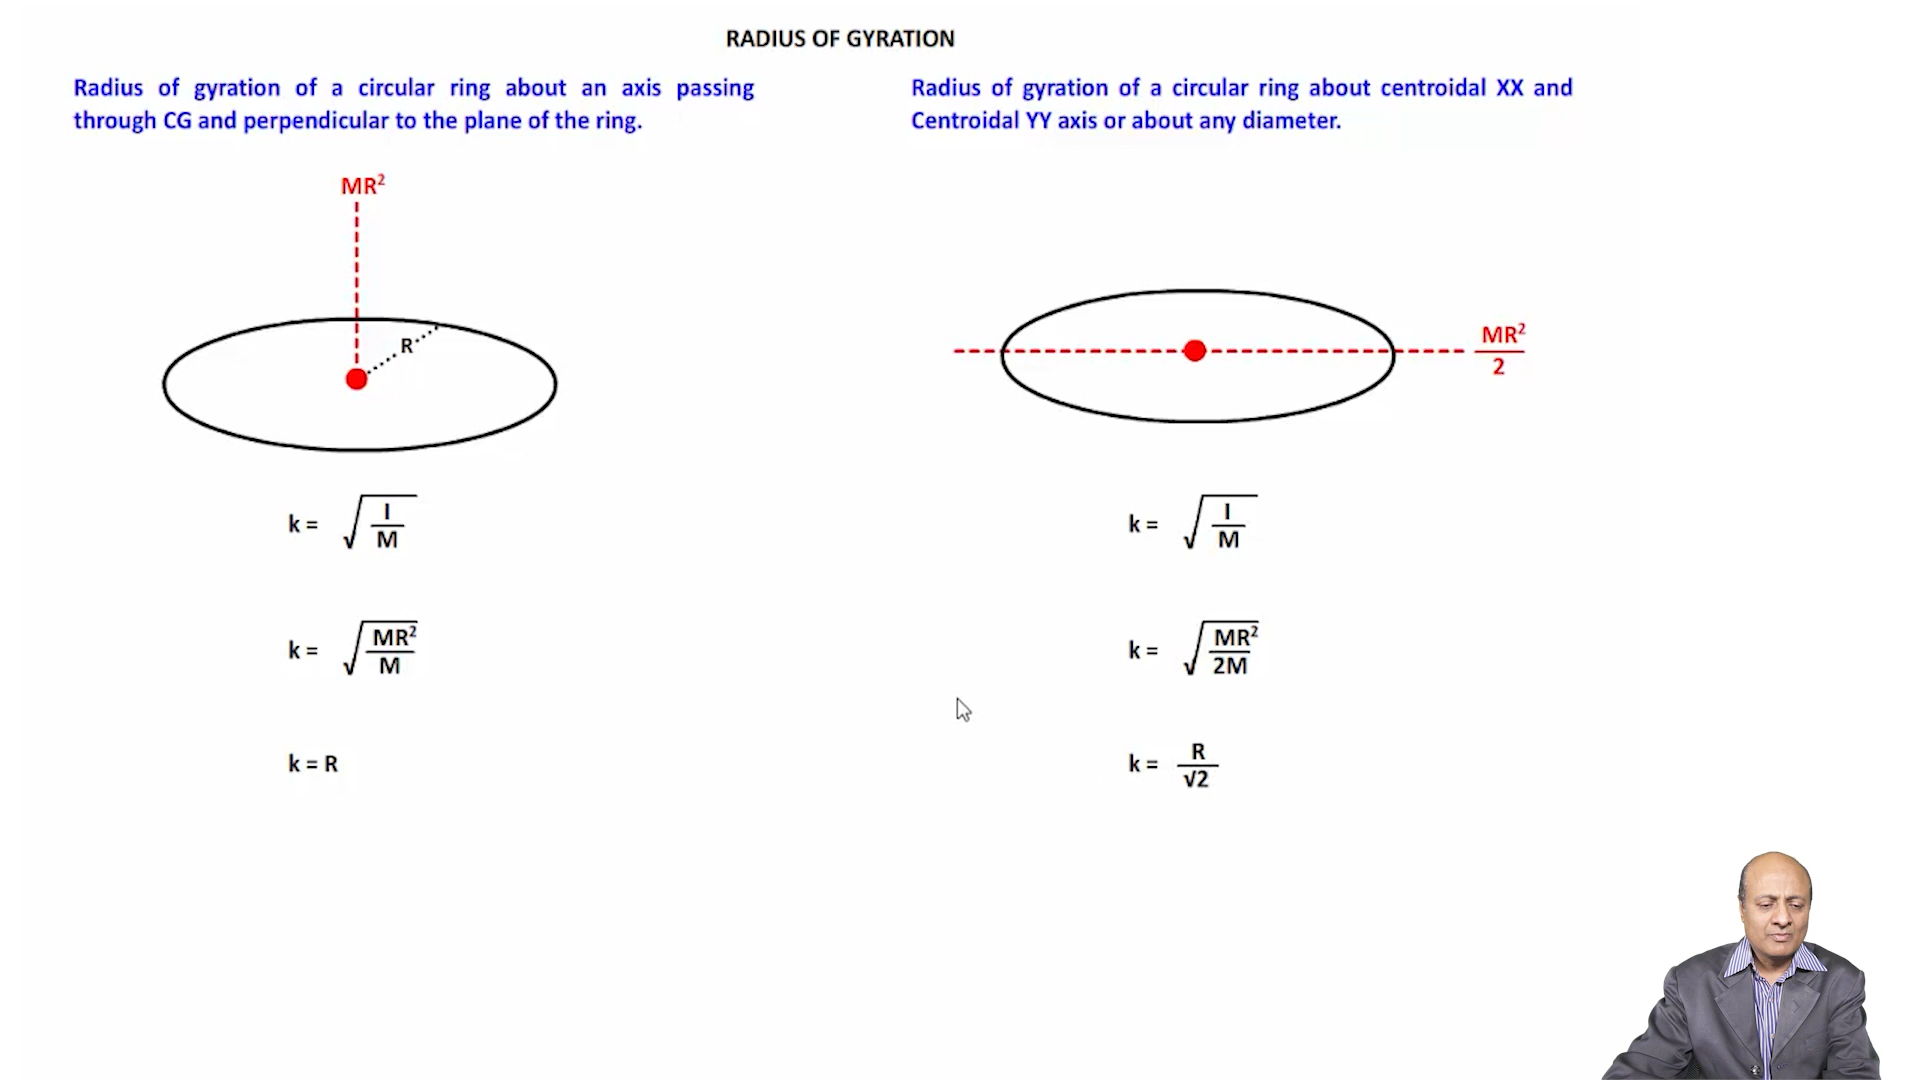 RADIUS OF GYRATION
Radius of gyration of a circular ring about an axis passing
through CG and perpendicular to the plane of the ring.
MR²
R
k = √(I/M)
k = √(MR²/M)
k = R
Radius of gyration of a circular ring about centroidal XX and
Centroidal YY axis or about any diameter.
MR²/2
k = √(I/M)
k = √(MR²/2M)
k = R/√2